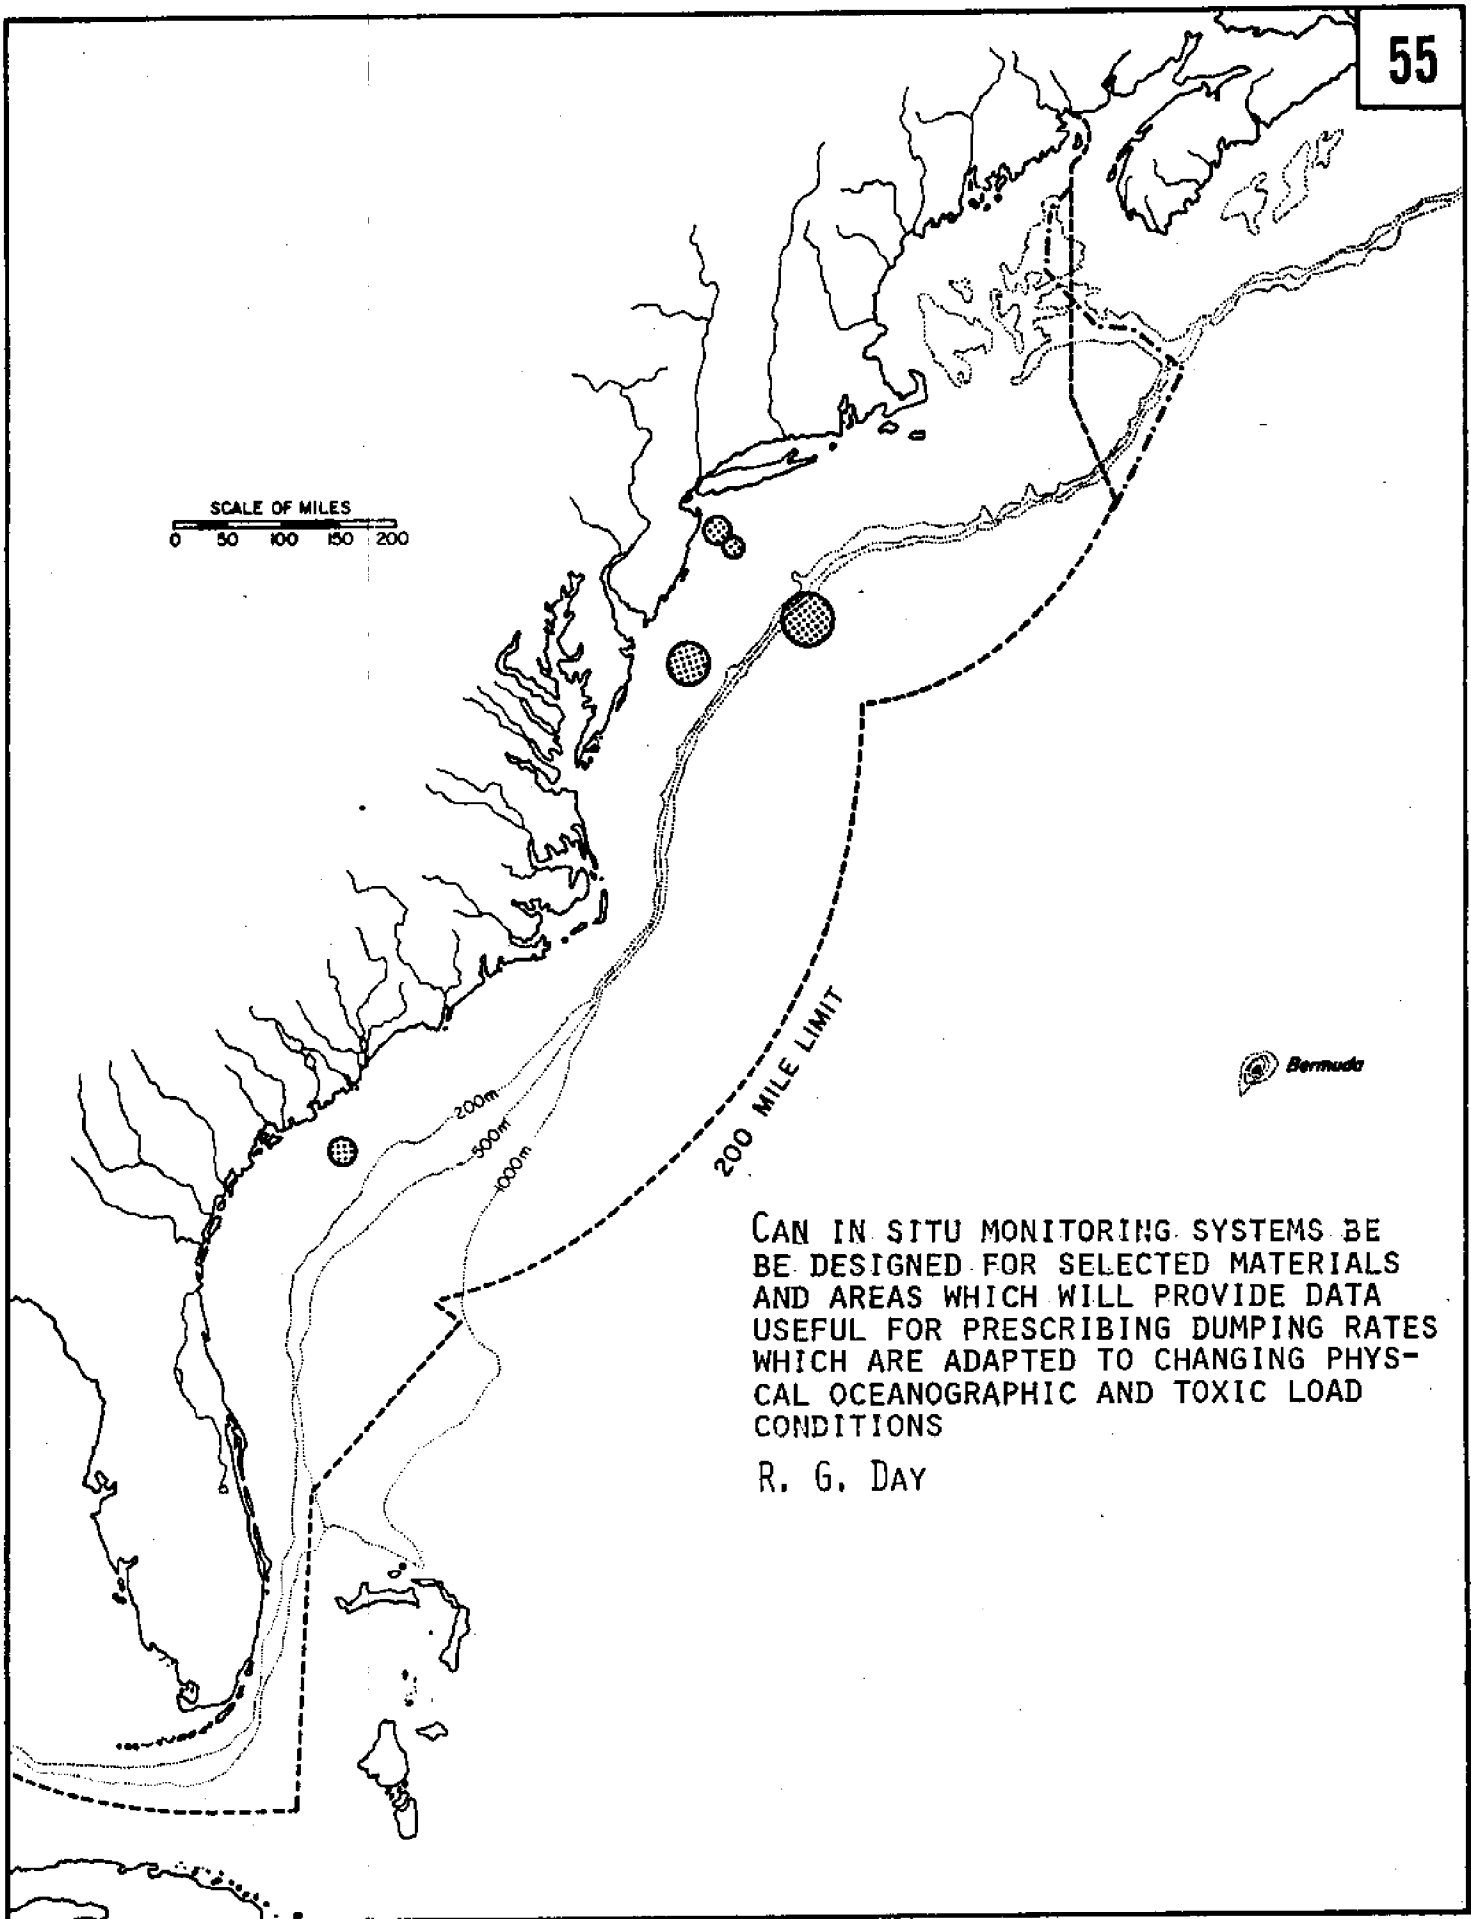 55
SCALE OF MILES
0 50 100 150 200
200 MILE LIMIT
Bermuda
200m
500m
1000m
CAN IN SITU MONITORING SYSTEMS BE
BE DESIGNED FOR SELECTED MATERIALS
AND AREAS WHICH WILL PROVIDE DATA
USEFUL FOR PRESCRIBING DUMPING RATES
WHICH ARE ADAPTED TO CHANGING PHYS-
CAL OCEANOGRAPHIC AND TOXIC LOAD
CONDITIONS
R. G. DAY